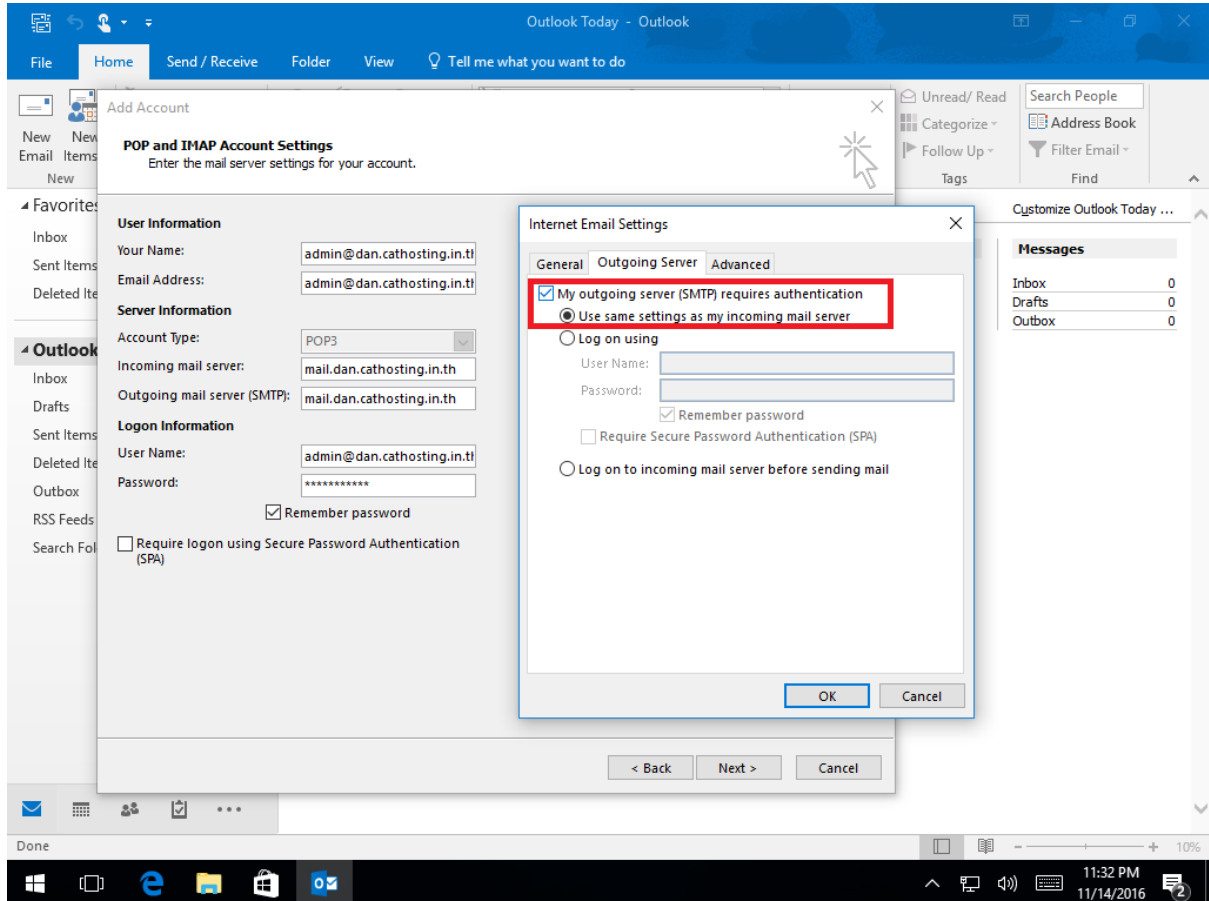 Outlook Today - Outlook
File Home Send / Receive Folder View Tell me what you want to do
New Email
New Items
New
Unread/ Read
Categorize
Follow Up
Tags
Search People
Address Book
Filter Email
Find
Favorites
Inbox
Sent Items
Deleted Ite
Outlook
Inbox
Drafts
Sent Items
Deleted Ite
Outbox
RSS Feeds
Search Fol
Customize Outlook Today ...
Messages
Inbox 0
Drafts 0
Outbox 0
Add Account
POP and IMAP Account Settings
Enter the mail server settings for your account.
User Information
Your Name: admin@dan.cathosting.in.th
Email Address: admin@dan.cathosting.in.th
Server Information
Account Type: POP3
Incoming mail server: mail.dan.cathosting.in.th
Outgoing mail server (SMTP): mail.dan.cathosting.in.th
Logon Information
User Name: admin@dan.cathosting.in.th
Password: ***********
Remember password
Require logon using Secure Password Authentication
(SPA)
< Back Next > Cancel
Internet Email Settings
General Outgoing Server Advanced
My outgoing server (SMTP) requires authentication
Use same settings as my incoming mail server
Log on using
User Name:
Password:
Remember password
Require Secure Password Authentication (SPA)
Log on to incoming mail server before sending mail
OK Cancel
Done
10%
11:32 PM
11/14/2016
2